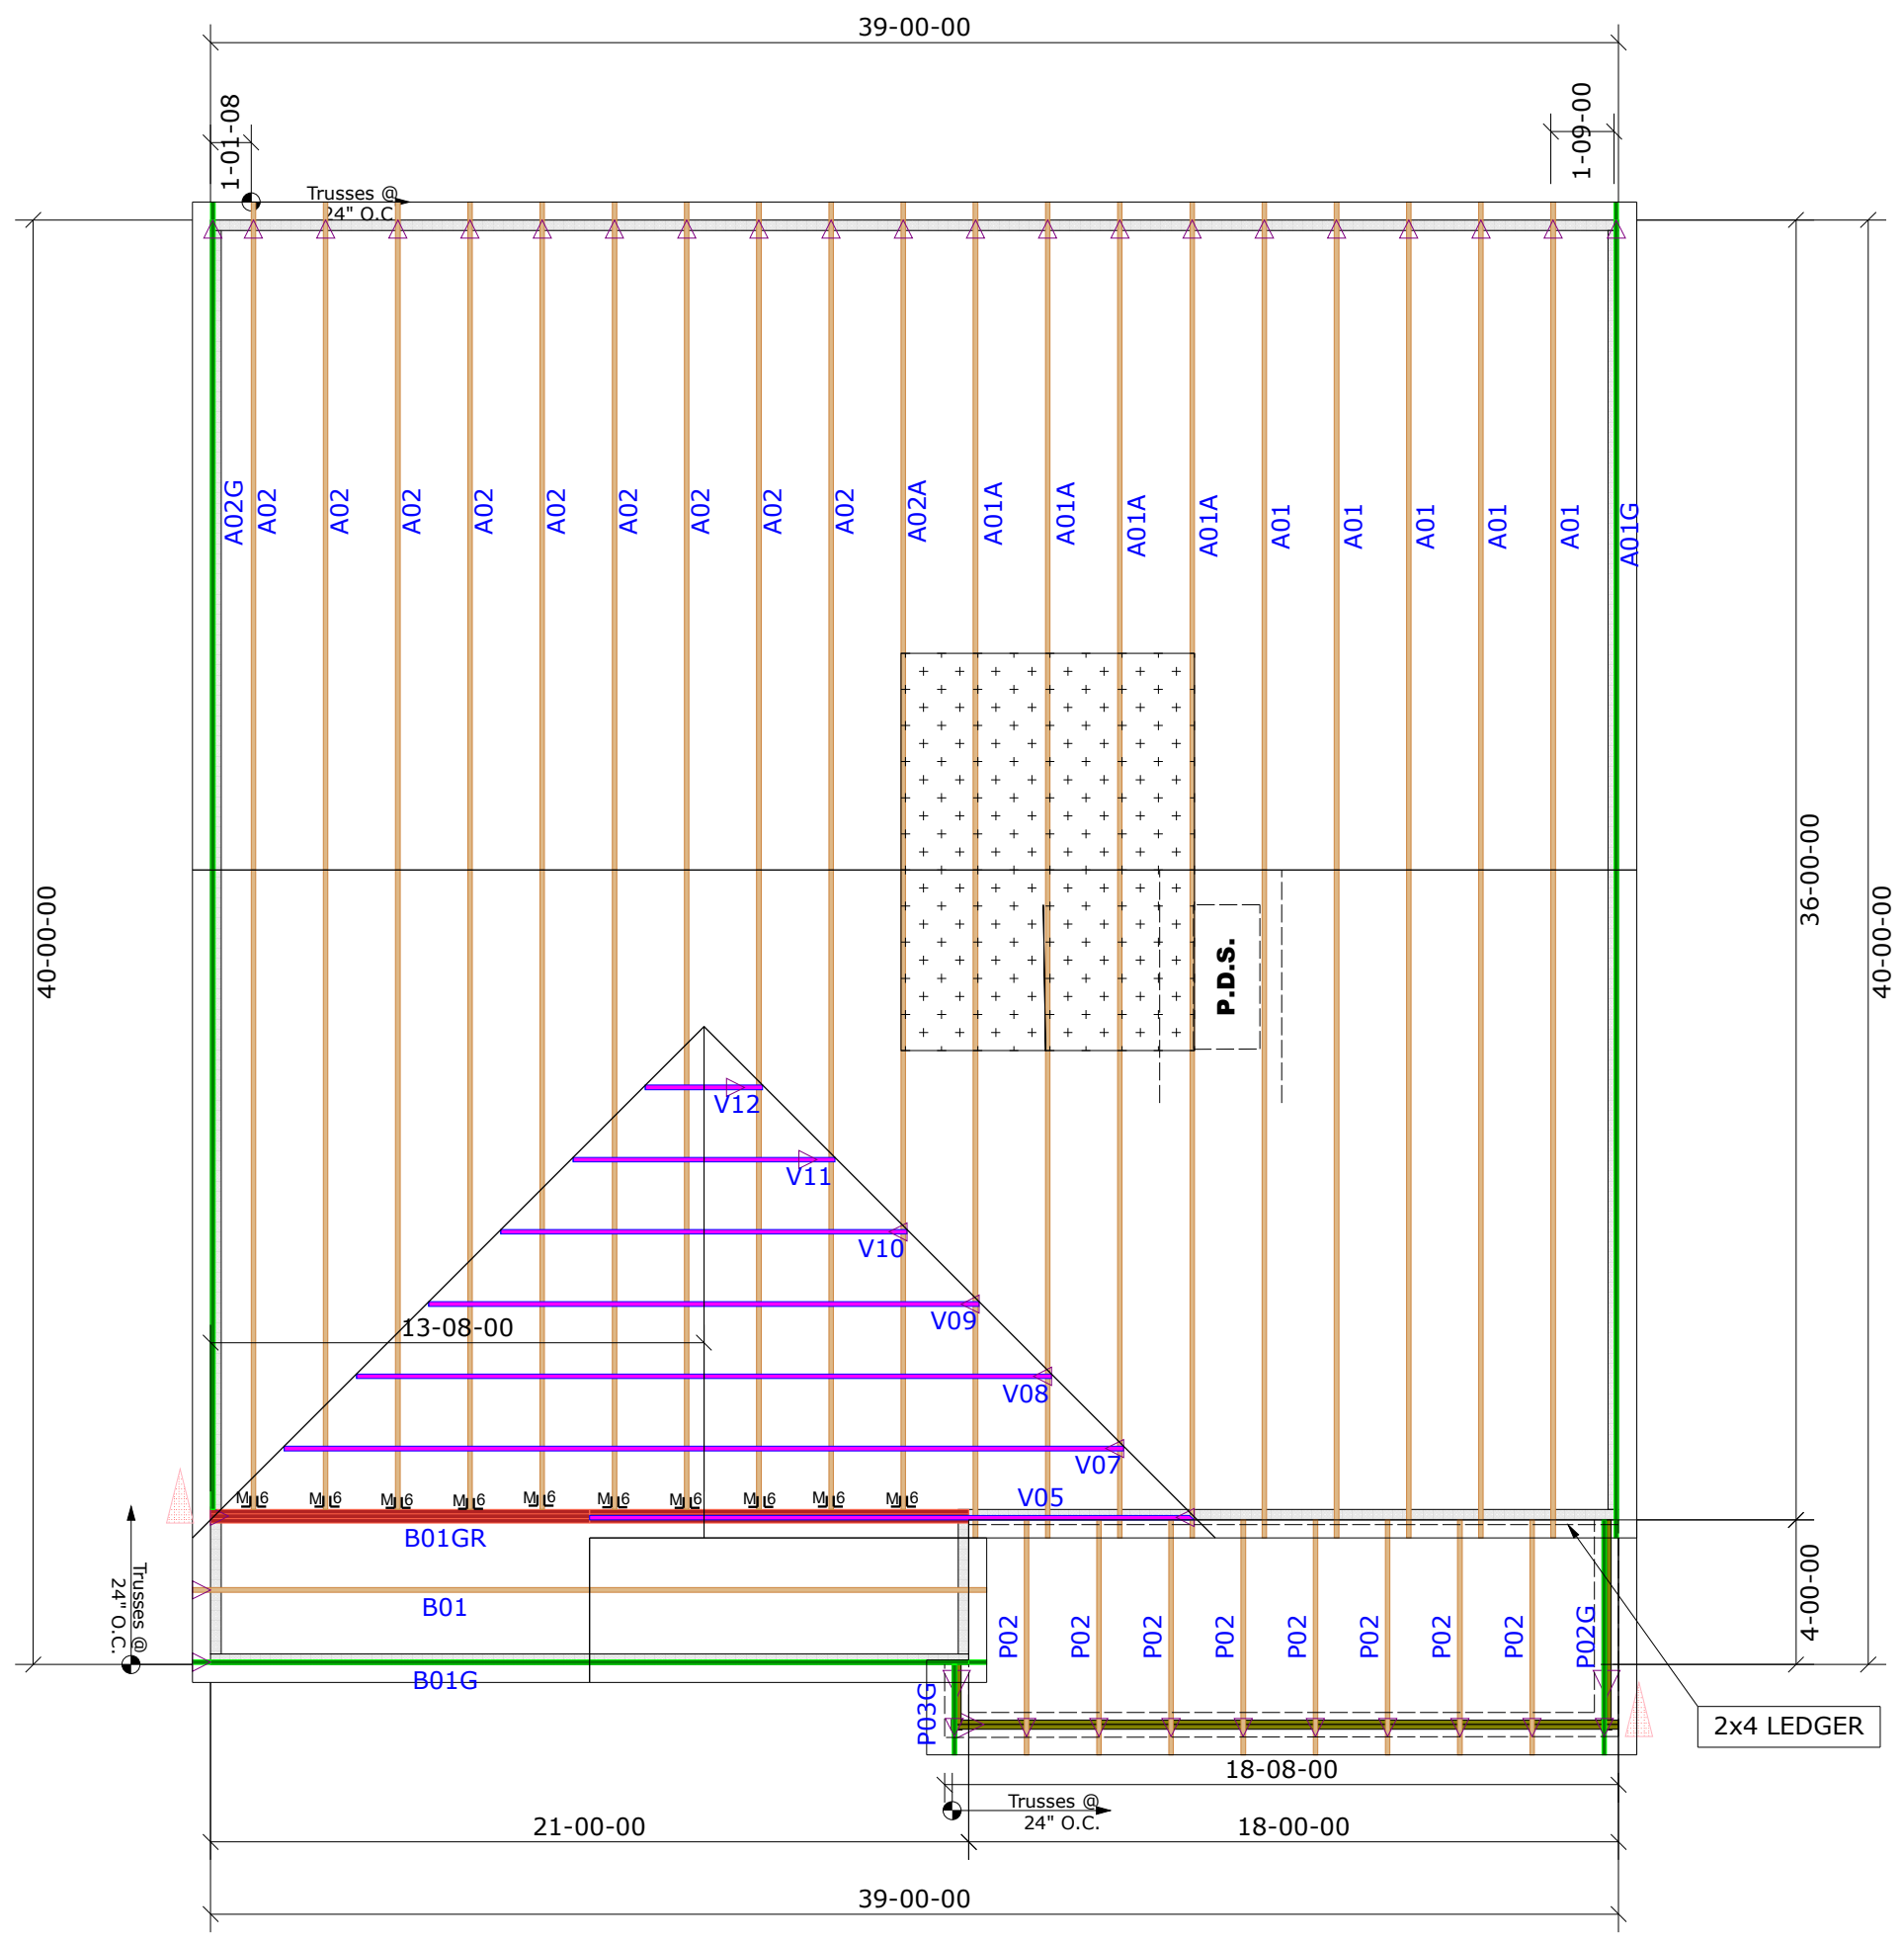 39-00-00
1-01-08
1-09-00
Trusses @
24" O.C.
A02G
A02
A02
A02
A02
A02
A02
A02
A02
A02
A02A
A01A
A01A
A01A
A01A
A01
A01
A01
A01
A01
A01G
40-00-00
36-00-00
40-00-00
P.D.S.
V12
V11
V10
V09
13-08-00
V08
V07
V05
B01GR
Trusses @
24" O.C.
B01
B01G
P03G
P02
P02
P02
P02
P02
P02
P02
P02
P02G
4-00-00
2x4 LEDGER
18-08-00
Trusses @
24" O.C.
21-00-00
18-00-00
39-00-00